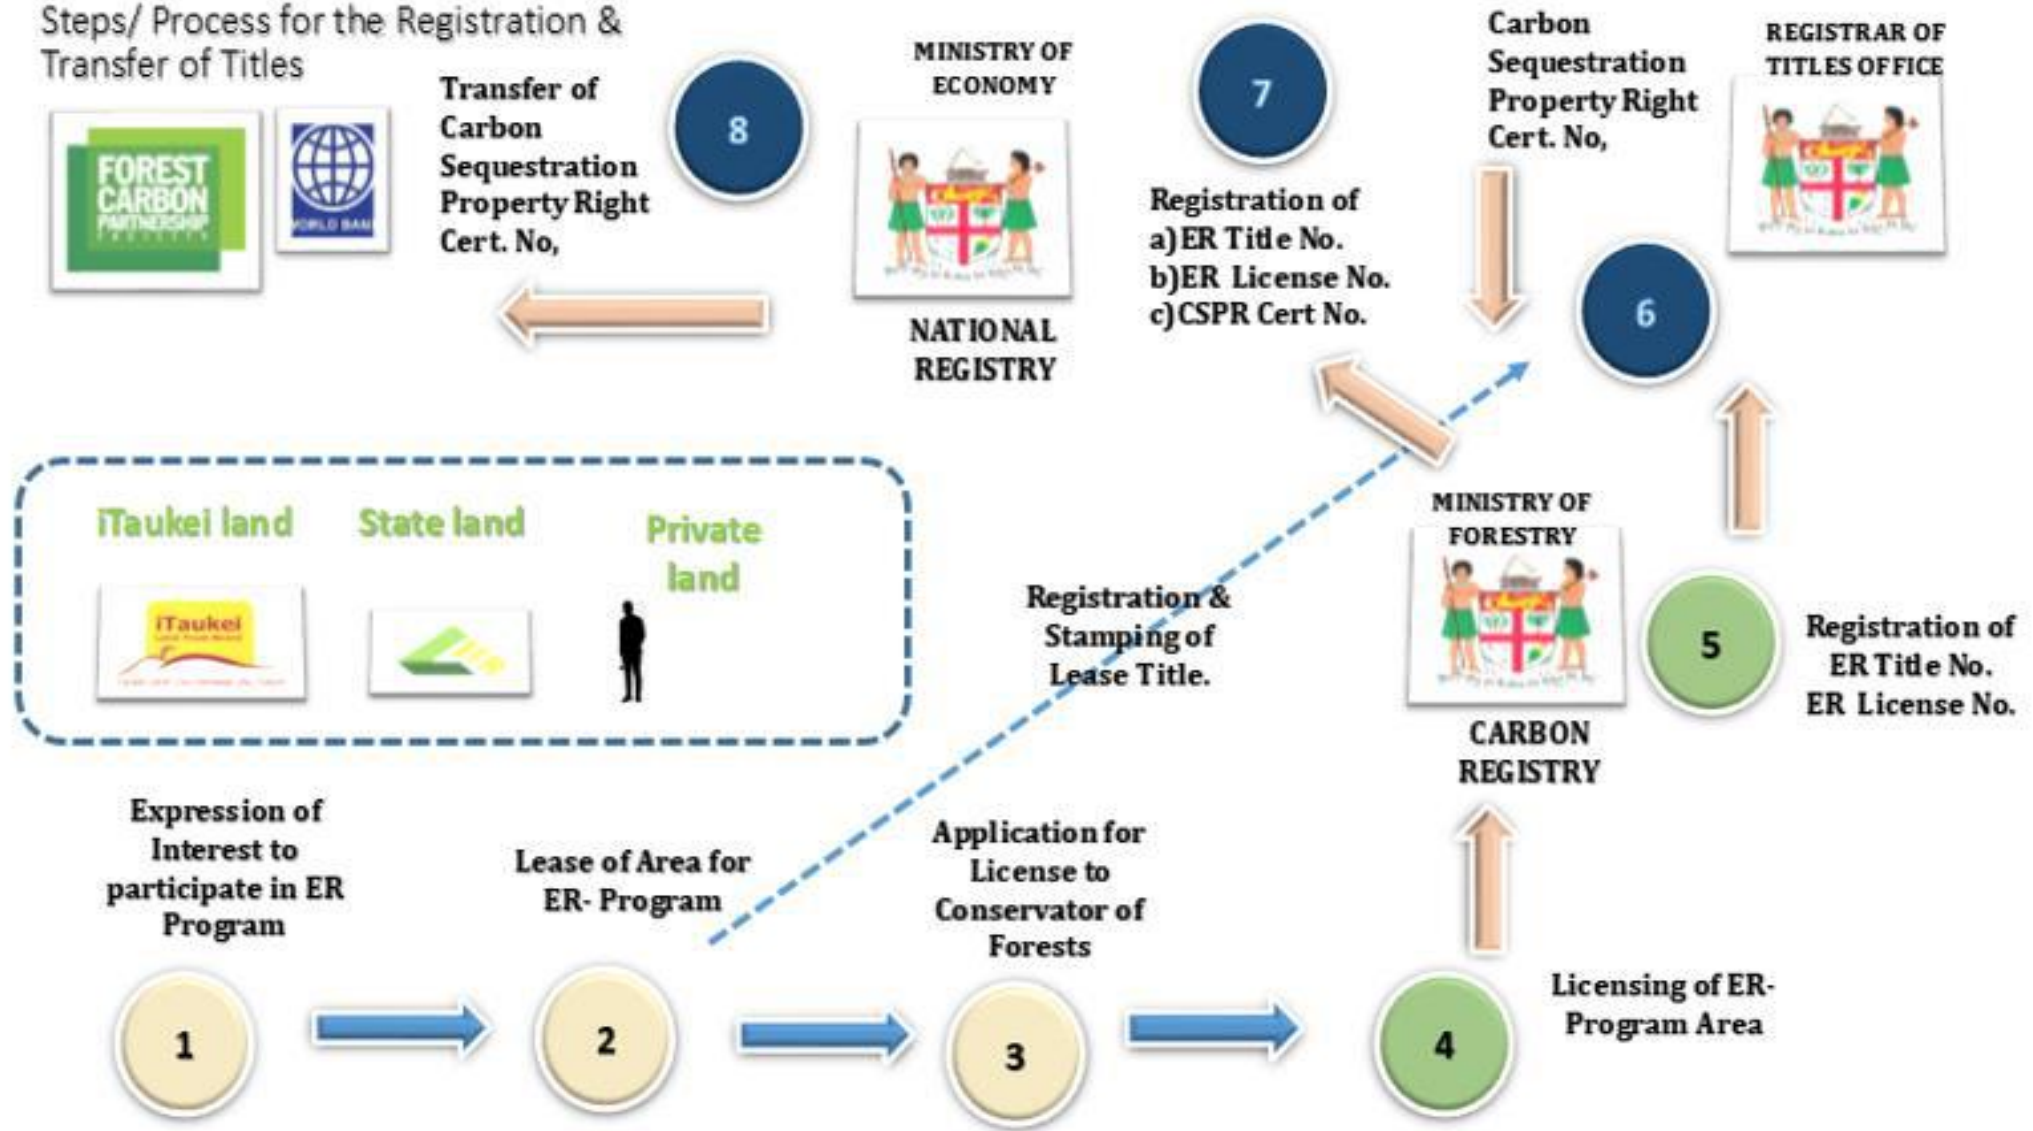 Steps/ Process for the Registration &
Transfer of Titles
FOREST
CARBON
PARTNERSHIP
FACILITY
WORLD BANK
Transfer of
Carbon
Sequestration
Property Right
Cert. No,
8
MINISTRY OF
ECONOMY
NATIONAL
REGISTRY
7
Registration of
a)ER Title No.
b)ER License No.
c)CSPR Cert No.
Carbon
Sequestration
Property Right
Cert. No,
REGISTRAR OF
TITLES OFFICE
6
iTaukei land
State land
Private
land
iTaukei
Registration &
Stamping of
Lease Title.
MINISTRY OF
FORESTRY
CARBON
REGISTRY
5
Registration of
ER Title No.
ER License No.
Expression of
Interest to
participate in ER
Program
1
Lease of Area for
ER- Program
2
Application for
License to
Conservator of
Forests
3
4
Licensing of ER-
Program Area